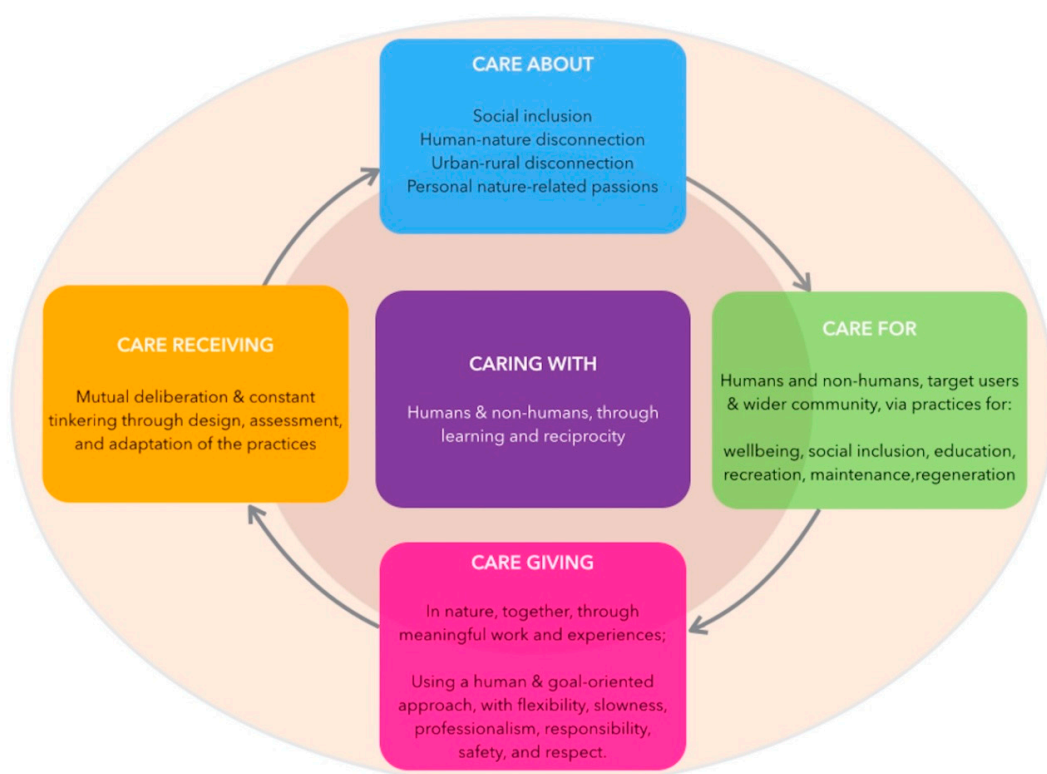 CARE ABOUT
Social inclusion
Human-nature disconnection
Urban-rural disconnection
Personal nature-related passions
CARE RECEIVING
Mutual deliberation & constant
tinkering through design, assessment,
and adaptation of the practices
CARING WITH
Humans & non-humans, through
learning and reciprocity
CARE FOR
Humans and non-humans, target users
& wider community, via practices for:
wellbeing, social inclusion, education,
recreation, maintenance,regeneration
CARE GIVING
In nature, together, through
meaningful work and experiences;
Using a human & goal-oriented
approach, with flexibility, slowness,
professionalism, responsibility,
safety, and respect.